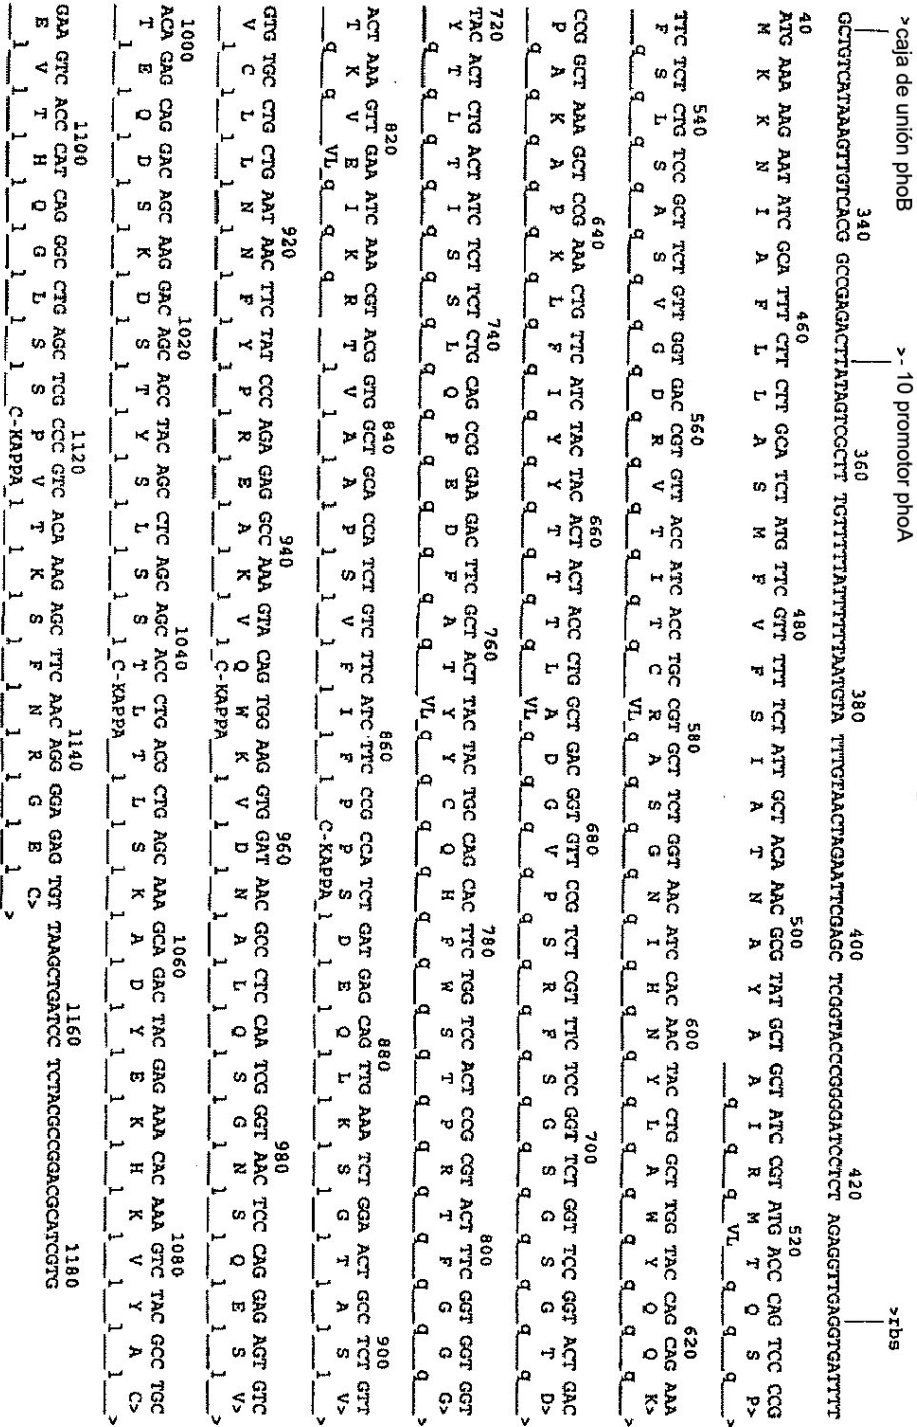 >caja de unión phoB >- 10 promotor phoA >rbs
340 360 380 400 420
GCTGTCATAAAGTTGTCACG GCCGAGACTTATAGTCGCTT TGTTTTTATTTTTTAATGTA TTTGTAACTAGAATTCGAGC TCGGTACCCGGGGATCCTCT AGAGGTTGAGGTGATTTT
40 460 480 500 520
ATG AAA AAG AAT ATC GCA TTT CTT CTT GCA TCT ATG TTC GTT TTT TCT ATT GCT ACA AAC GCG TAT GCT GCT ATC CGT ATG ACC CAG TCC CCG
M K K N I A F L L A S M F V F S I A T N A Y A A I R M T Q S P>
__g__g__g_VL__g__g__g__>
540 560 580 600 620
TTC TCT CTG TCC GCT TCT GTT GGT GAC CGT GTT ACC ATC ACC TGC CGT GCT TCT GGT AAC ATC CAC AAC TAC CTG GCT TGG TAC CAG CAG AAA
F S L S A S V G D R V T I T C R A S G N I H N Y L A W Y Q Q K>
__g__g__g__g__g__g__g__g__VL_g__g__g__g__g__g__g__g__>
640 660 680 700
CCG GCT AAA GCT CCG AAA CTG TTC ATC TAC TAC ACT ACT ACC CTG GCT GAC GGT GTT CCG TCT CGT TTC TCC GGT TCT GGT TCC GGT ACT GAC
P A K A P K L F I Y Y T T T L A D G V P S R F S G S G S G T D>
__g__g__g__g__g__g__g__g__VL_g__g__g__g__g__g__g__g__>
720 740 760 780 800
TAC ACT CTG ACT ATC TCT TCT CTG CAG CCG GAA GAC TTC GCT ACT TAC TAC TGC CAG CAC TTC TGG TCC ACT CCG CGT ACT TTC GGT GGT GGT
Y T L T I S S L Q P E D F A T Y Y C Q H F W S T P R T F G G G>
__g__g__g__g__g__g__g__g__VL_g__g__g__g__g__g__g__g__>
820 840 860 880 900
ACT AAA GTT GAA ATC AAA CGT ACG GTG GCT GCA CCA TCT GTC TTC ATC TTC CCG CCA TCT GAT GAG CAG TTG AAA TCT GGA ACT GCC TCT GTT
T K V E I K R T V A A P S V F I F P P S D E Q L K S G T A S V>
__g__g__VL_g__g__g__ __l__l__l__l__l__l__C-KAPPA_l__l__l__l__l__l__l__>
920 940 960 980
GTG TGC CTG CTG AAT AAC TTC TAT CCC AGA GAG GCC AAA GTA CAG TGG AAG GTG GAT AAC GCC CTC CAA TCG GGT AAC TCC CAG GAG AGT GTC
V C L L N N F Y P R E A K V Q W K V D N A L Q S G N S Q E S V>
__l__l__l__l__l__l__l__l_C-KAPPA__l__l__l__l__l__l__l__l__>
1000 1020 1040 1060 1080
ACA GAG CAG GAC AGC AAG GAC AGC ACC TAC AGC CTC AGC AGC ACC CTG ACG CTG AGC AAA GCA GAC TAC GAG AAA CAC AAA GTC TAC GCC TGC
T E Q D S K D S T Y S L S S T L T L S K A D Y E K H K V Y A C>
__l__l__l__l__l__l__l__l_C-KAPPA__l__l__l__l__l__l__l__l__>
1100 1120 1140 1160 1180
GAA GTC ACC CAT CAG GGC CTG AGC TCG CCC GTC ACA AAG AGC TTC AAC AGG GGA GAG TGT TAAGCTGATCC TCTACGCCGGACGCATCGTG
E V T H Q G L S S P V T K S F N R G E C>
__l__l__l__l__l__C-KAPPA_l__l__l__l__l__>